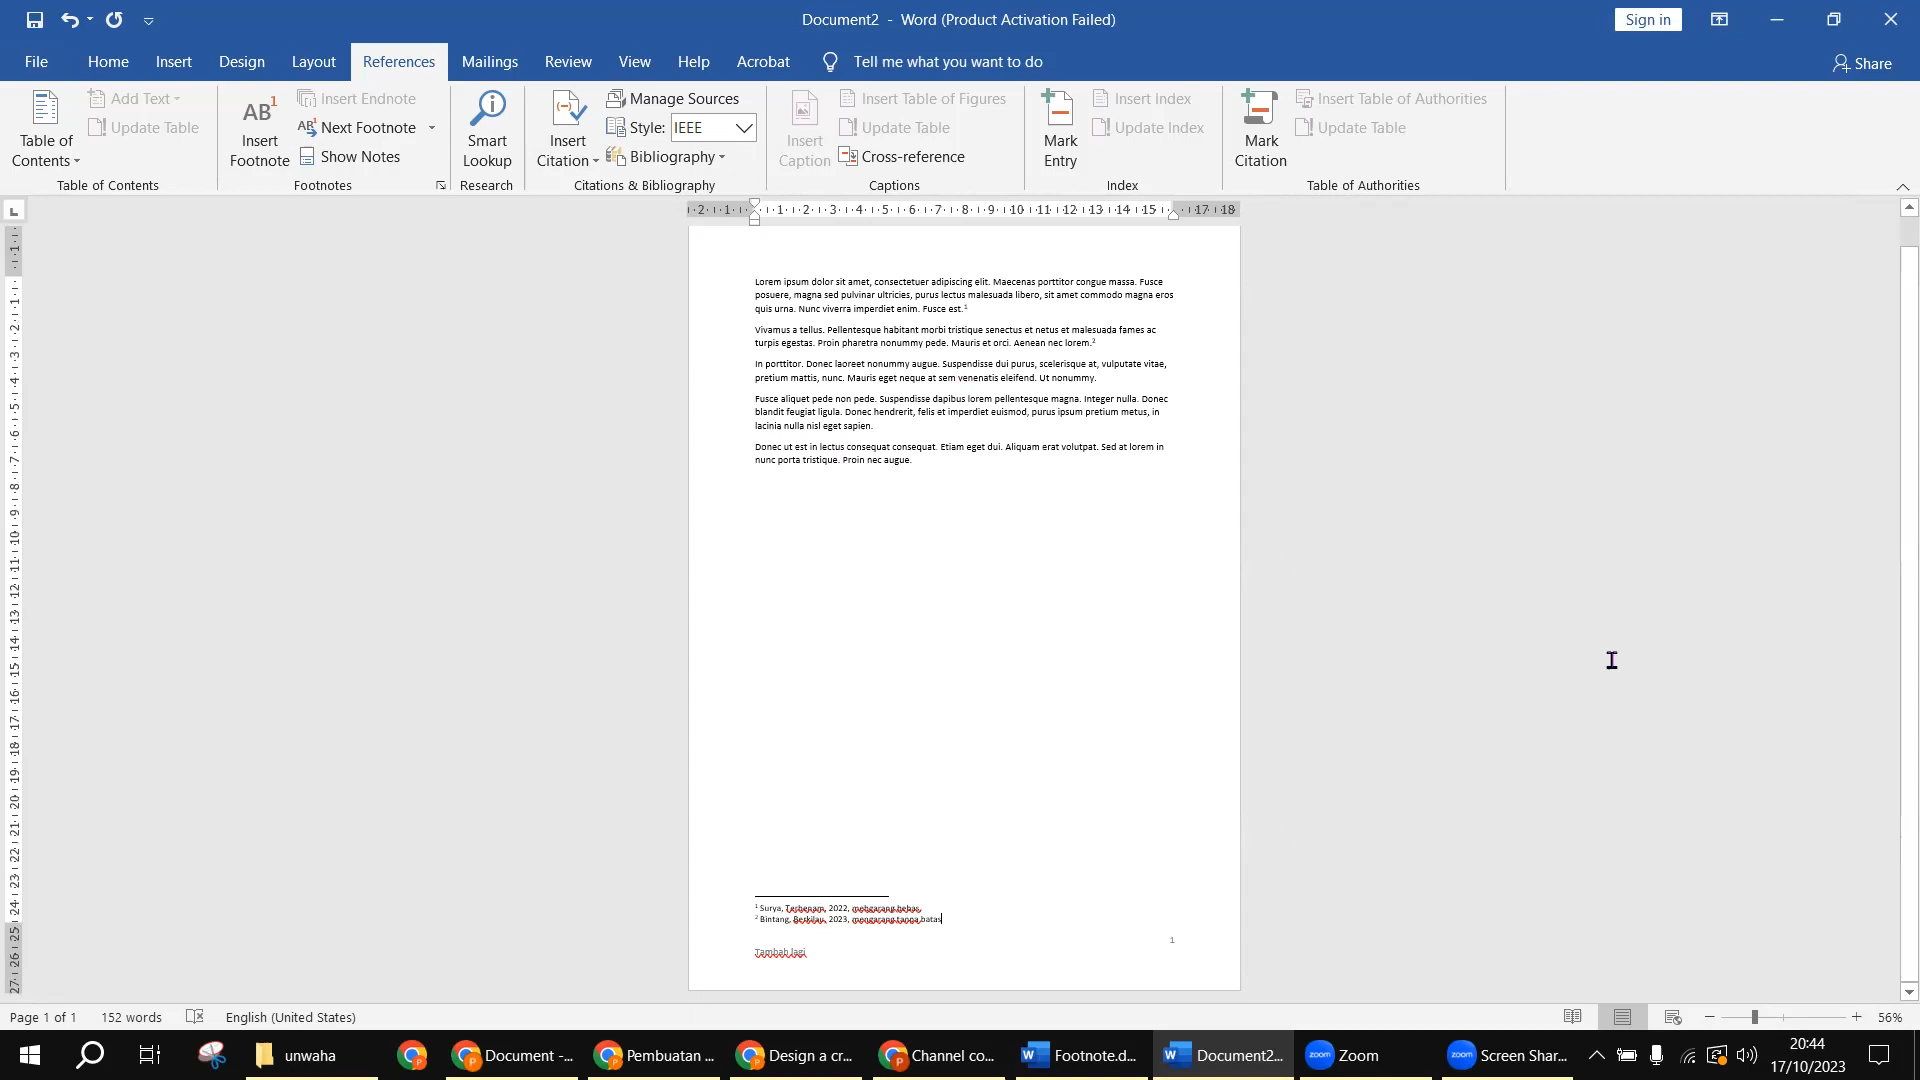 Document2 - Word (Product Activation Failed)
Sign in
File Home Insert Design Layout References Mailings Review View Help Acrobat Tell me what you want to do Share
Table of Contents
Add Text
Update Table
Table of Contents
AB1 Insert Footnote
Insert Endnote
Next Footnote
Show Notes
Footnotes
Smart Lookup
Research
Insert Citation
Manage Sources
Style: IEEE
Bibliography
Citations & Bibliography
Insert Caption
Insert Table of Figures
Update Table
Cross-reference
Captions
Mark Entry
Insert Index
Update Index
Index
Mark Citation
Insert Table of Authorities
Update Table
Table of Authorities
Lorem ipsum dolor sit amet, consectetuer adipiscing elit. Maecenas porttitor congue massa. Fusce
posuere, magna sed pulvinar ultricies, purus lectus malesuada libero, sit amet commodo magna eros
quis urna. Nunc viverra imperdiet enim. Fusce est.1
Vivamus a tellus. Pellentesque habitant morbi tristique senectus et netus et malesuada fames ac
turpis egestas. Proin pharetra nonummy pede. Mauris et orci. Aenean nec lorem.2
In porttitor. Donec laoreet nonummy augue. Suspendisse dui purus, scelerisque at, vulputate vitae,
pretium mattis, nunc. Mauris eget neque at sem venenatis eleifend. Ut nonummy.
Fusce aliquet pede non pede. Suspendisse dapibus lorem pellentesque magna. Integer nulla. Donec
blandit feugiat ligula. Donec hendrerit, felis et imperdiet euismod, purus ipsum pretium metus, in
lacinia nulla nisl eget sapien.
Donec ut est in lectus consequat consequat. Etiam eget dui. Aliquam erat volutpat. Sed at lorem in
nunc porta tristique. Proin nec augue.
1 Surya, Terbenam, 2022, bebas.
2 Bintang, Berkilau, 2023, mengarang tanpa batas
1
Tambah lagi
Page 1 of 1 152 words English (United States) 56%
unwaha Document -... Pembuatan ... Design a cr... Channel co... Footnote.d... Document2... Zoom Screen Shar... 20:44
17/10/2023